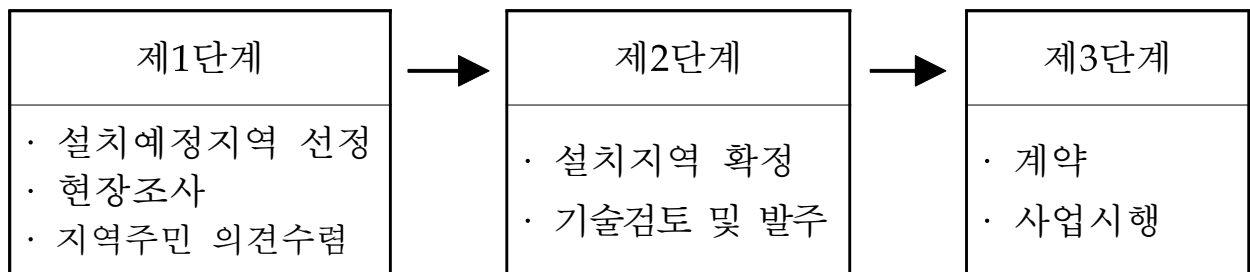 제1단계
· 설치예정지역 선정
· 현장조사
· 지역주민 의견수렴
제2단계
· 설치지역 확정
· 기술검토 및 발주
제3단계
· 계약
· 사업시행